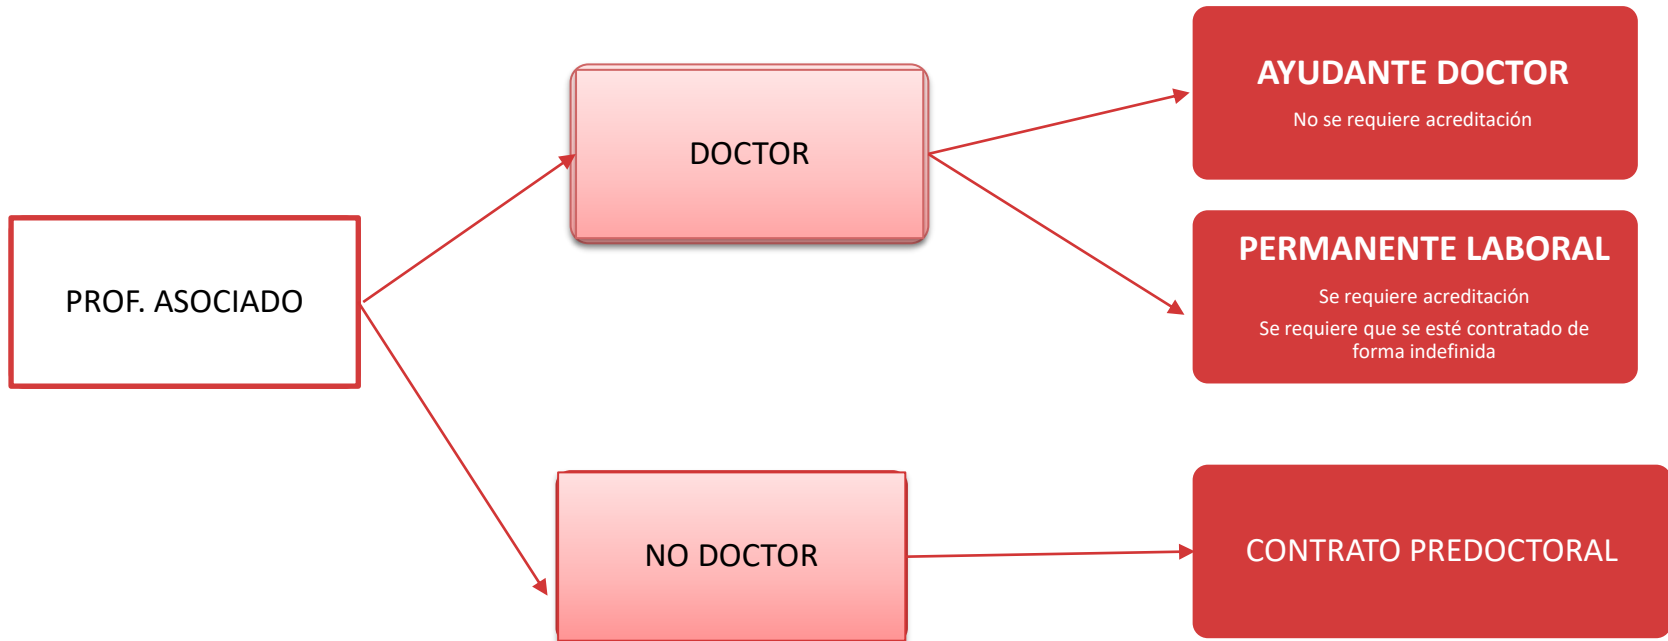 PROF. ASOCIADO
DOCTOR
AYUDANTE DOCTOR
No se requiere acreditación
PERMANENTE LABORAL
Se requiere acreditación
Se requiere que se esté contratado de
forma indefinida
NO DOCTOR
CONTRATO PREDOCTORAL